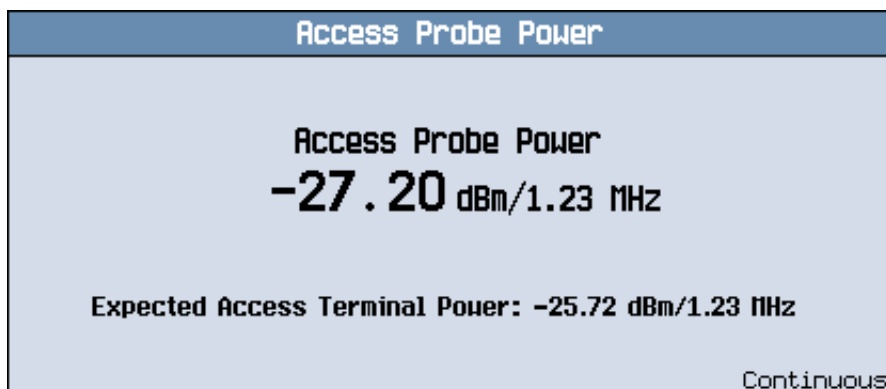 Access Probe Power
Access Probe Power
-27.20 dBm/1.23 MHz
Expected Access Terminal Power: -25.72 dBm/1.23 MHz
Continuous